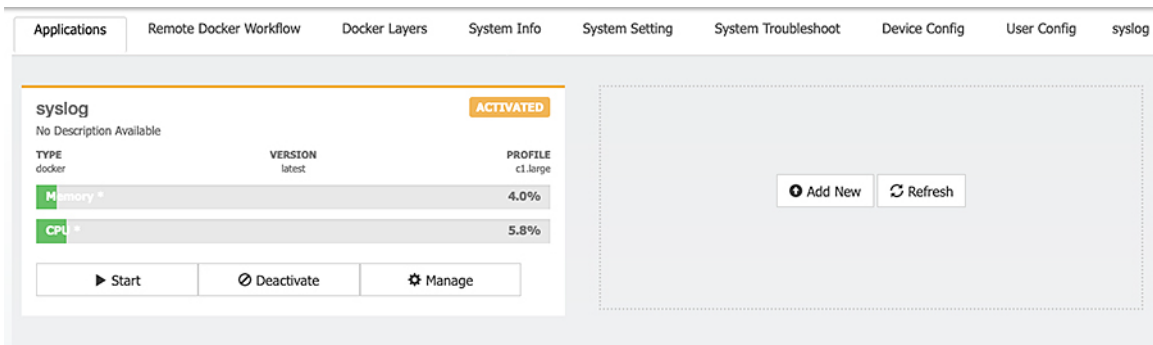 Applications Remote Docker Workflow Docker Layers System Info System Setting System Troubleshoot Device Config User Config syslog
syslog ACTIVATED
No Description Available
TYPE VERSION PROFILE
docker latest c1.large
Memory * 4.0%
CPU * 5.8%
Start Deactivate Manage
Add New Refresh